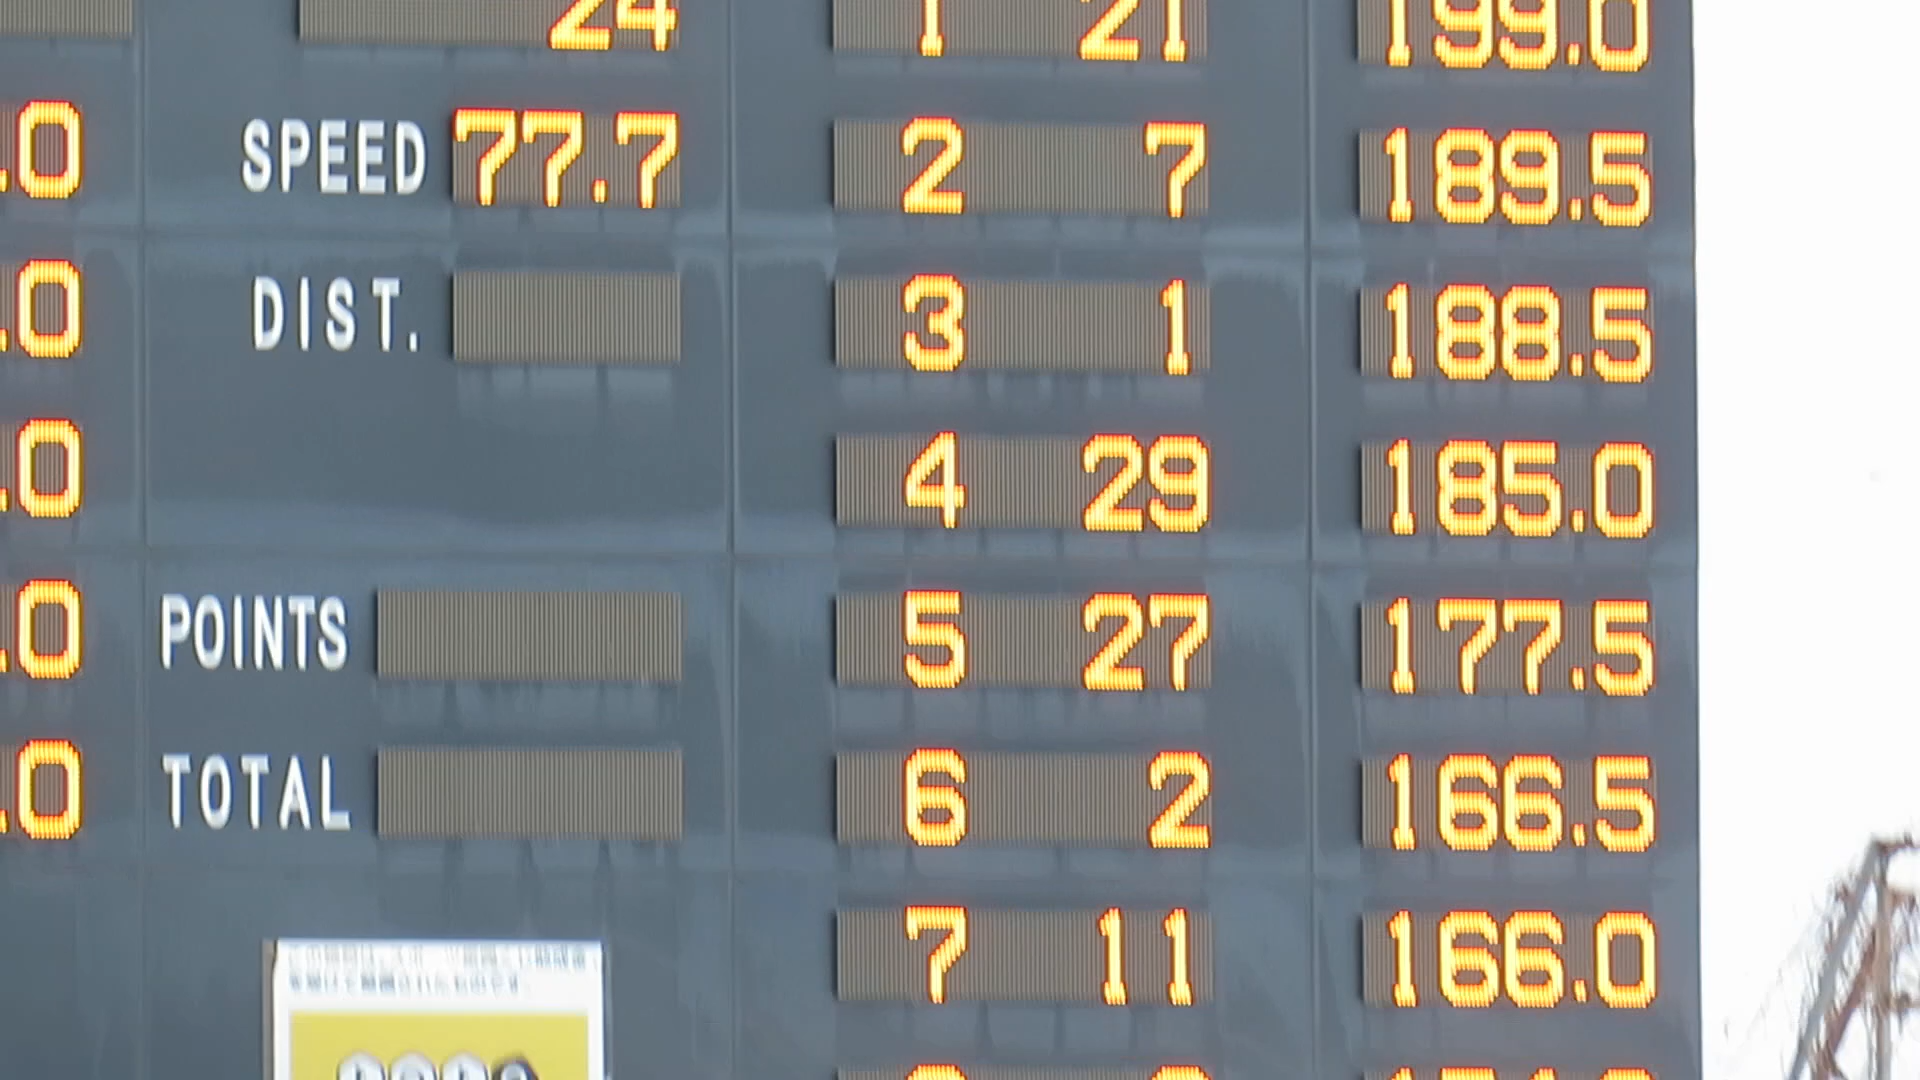 24 1 21 199.0
.0 SPEED 77.7 2 7 189.5
.0 DIST. 3 1 188.5
.0 4 29 185.0
.0 POINTS 5 27 177.5
.0 TOTAL 6 2 166.5
7 11 166.0